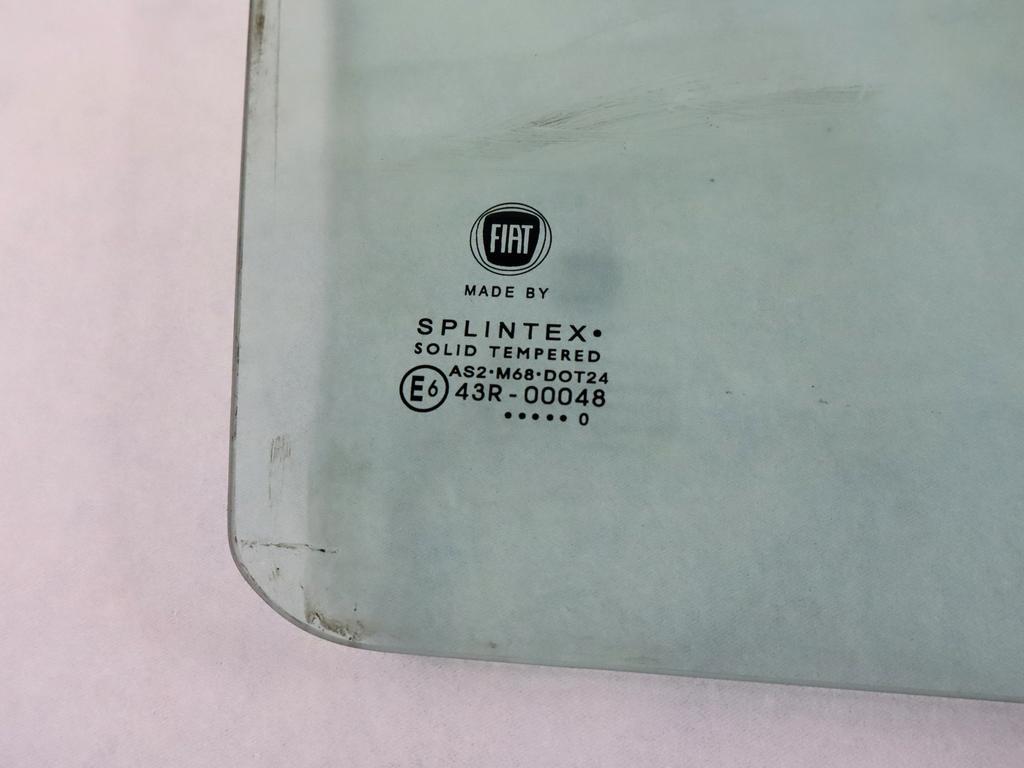 FIAT
MADE BY
SPLINTEX•
SOLID TEMPERED
AS2•M68•DOT24
E6 43R-00048
••••• 0